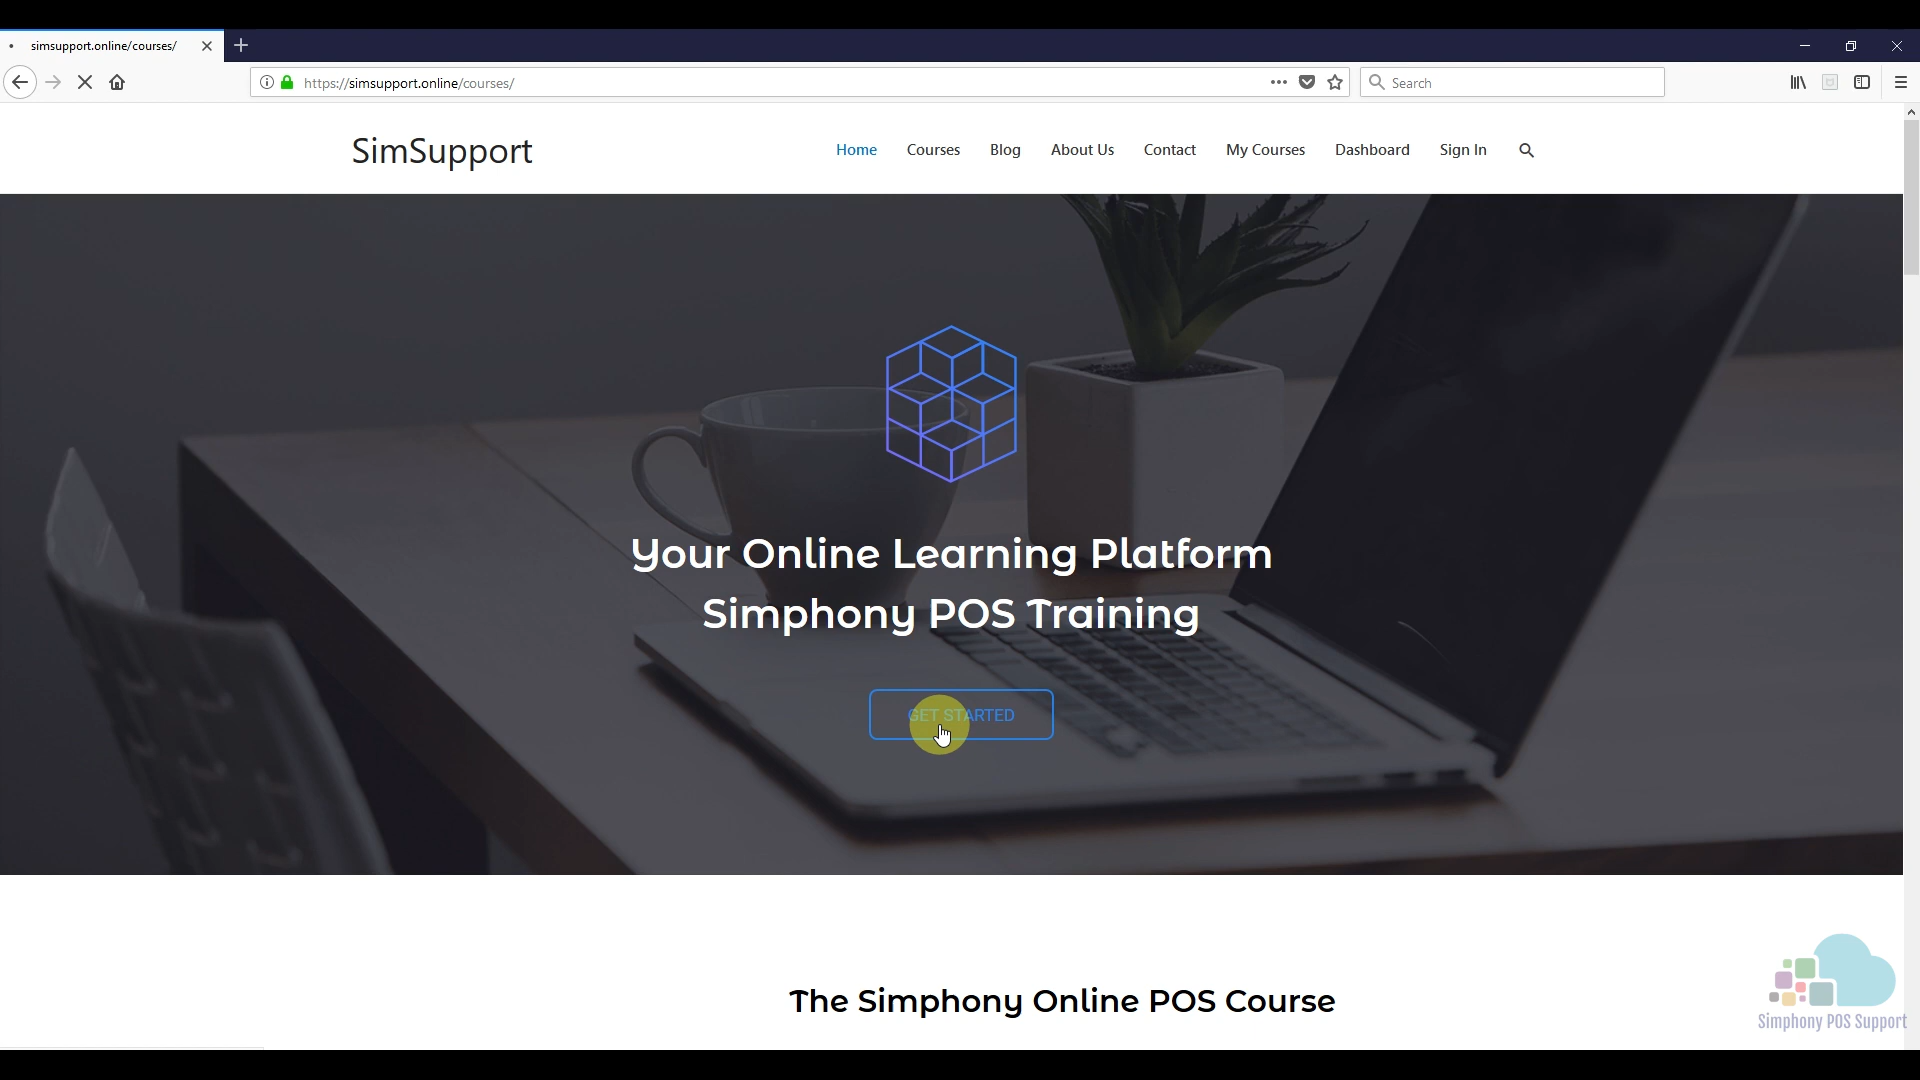 simsupport.online/courses/
https://simsupport.online/courses/
Search
SimSupport
Home
Courses
Blog
About Us
Contact
My Courses
Dashboard
Sign In
Your Online Learning Platform
Simphony POS Training
GET STARTED
The Simphony Online POS Course
Simphony POS Support